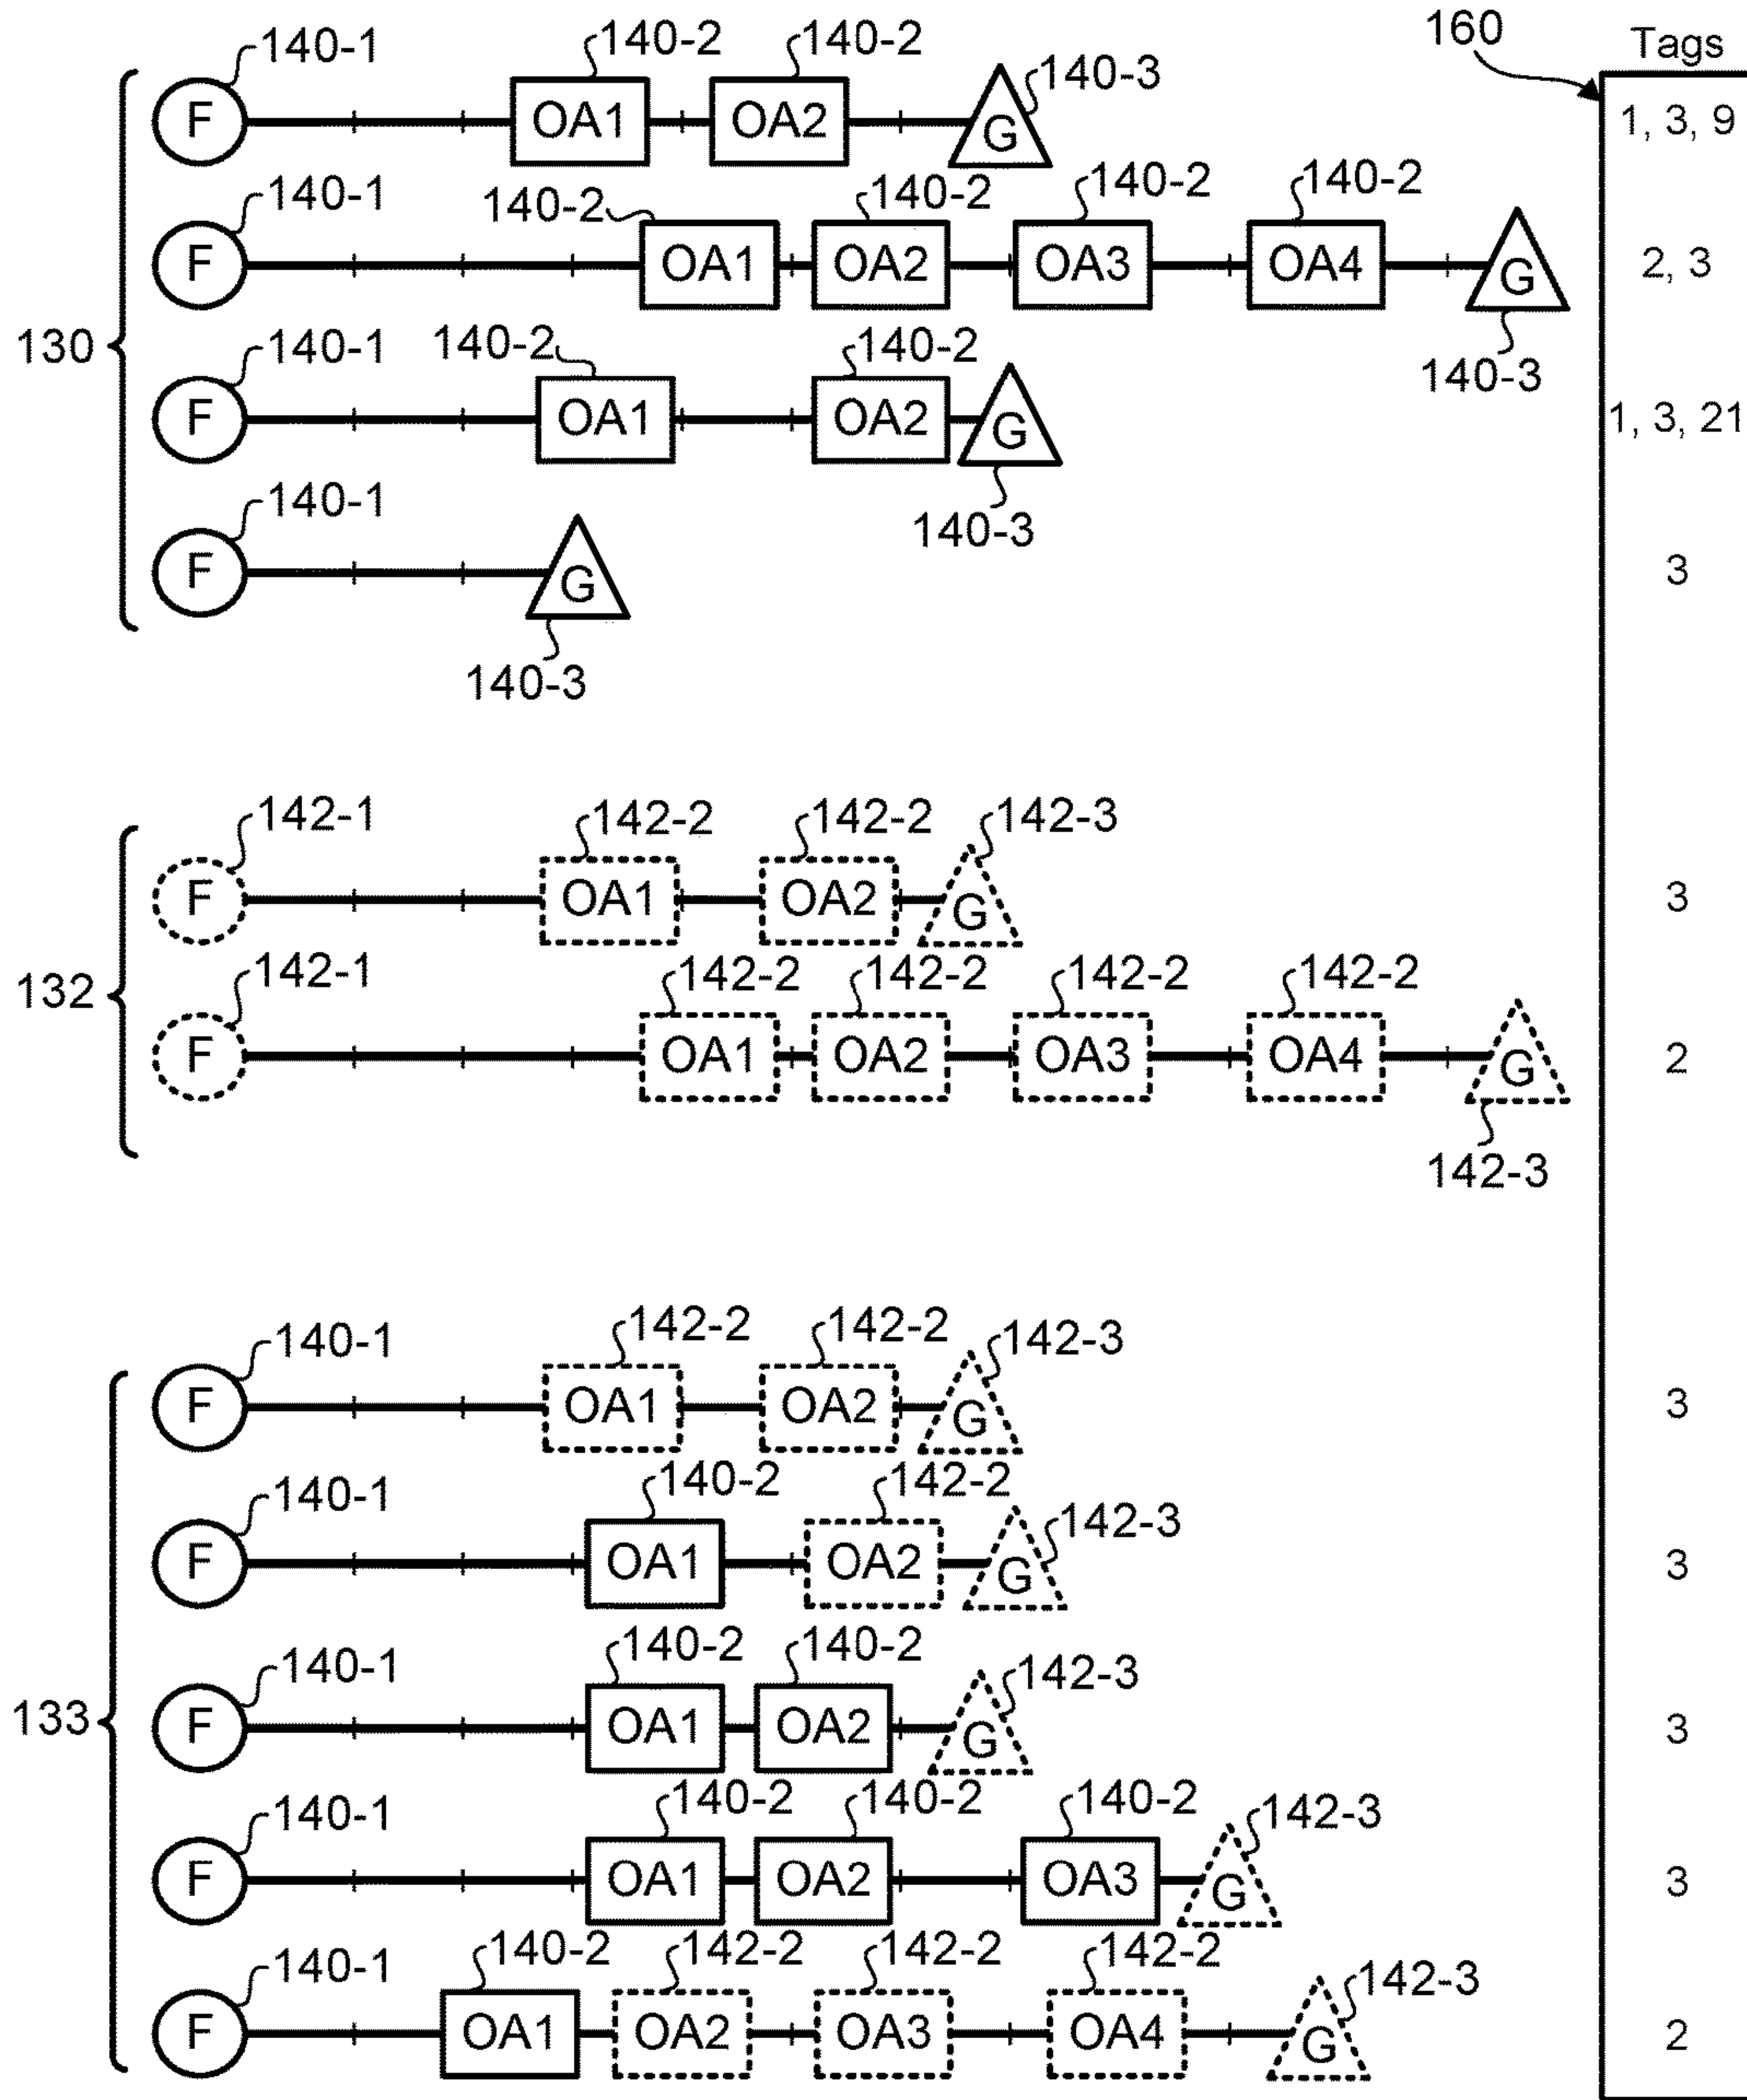 160 Tags
140-1 140-2 140-2 140-3
F OA1 OA2 G 1, 3, 9
140-1 140-2 140-2 140-2 140-2
F OA1 OA2 OA3 OA4 G 2, 3
130
140-3
140-1 140-2 140-2
F OA1 OA2 G 1, 3, 21
140-3
140-1
F G 3
140-3
142-1 142-2 142-2 142-3
F OA1 OA2 G 3
142-1 142-2 142-2 142-2 142-2
132
F OA1 OA2 OA3 OA4 G 2
142-3
140-1 142-2 142-2 142-3
F OA1 OA2 G 3
140-1 140-2 142-2 142-3
F OA1 OA2 G 3
140-1 140-2 140-2 142-3
133 F OA1 OA2 G 3
140-1 140-2 140-2 140-2 142-3
F OA1 OA2 OA3 G 3
140-1 140-2 142-2 142-2 142-2 142-3
F OA1 OA2 OA3 OA4 G 2